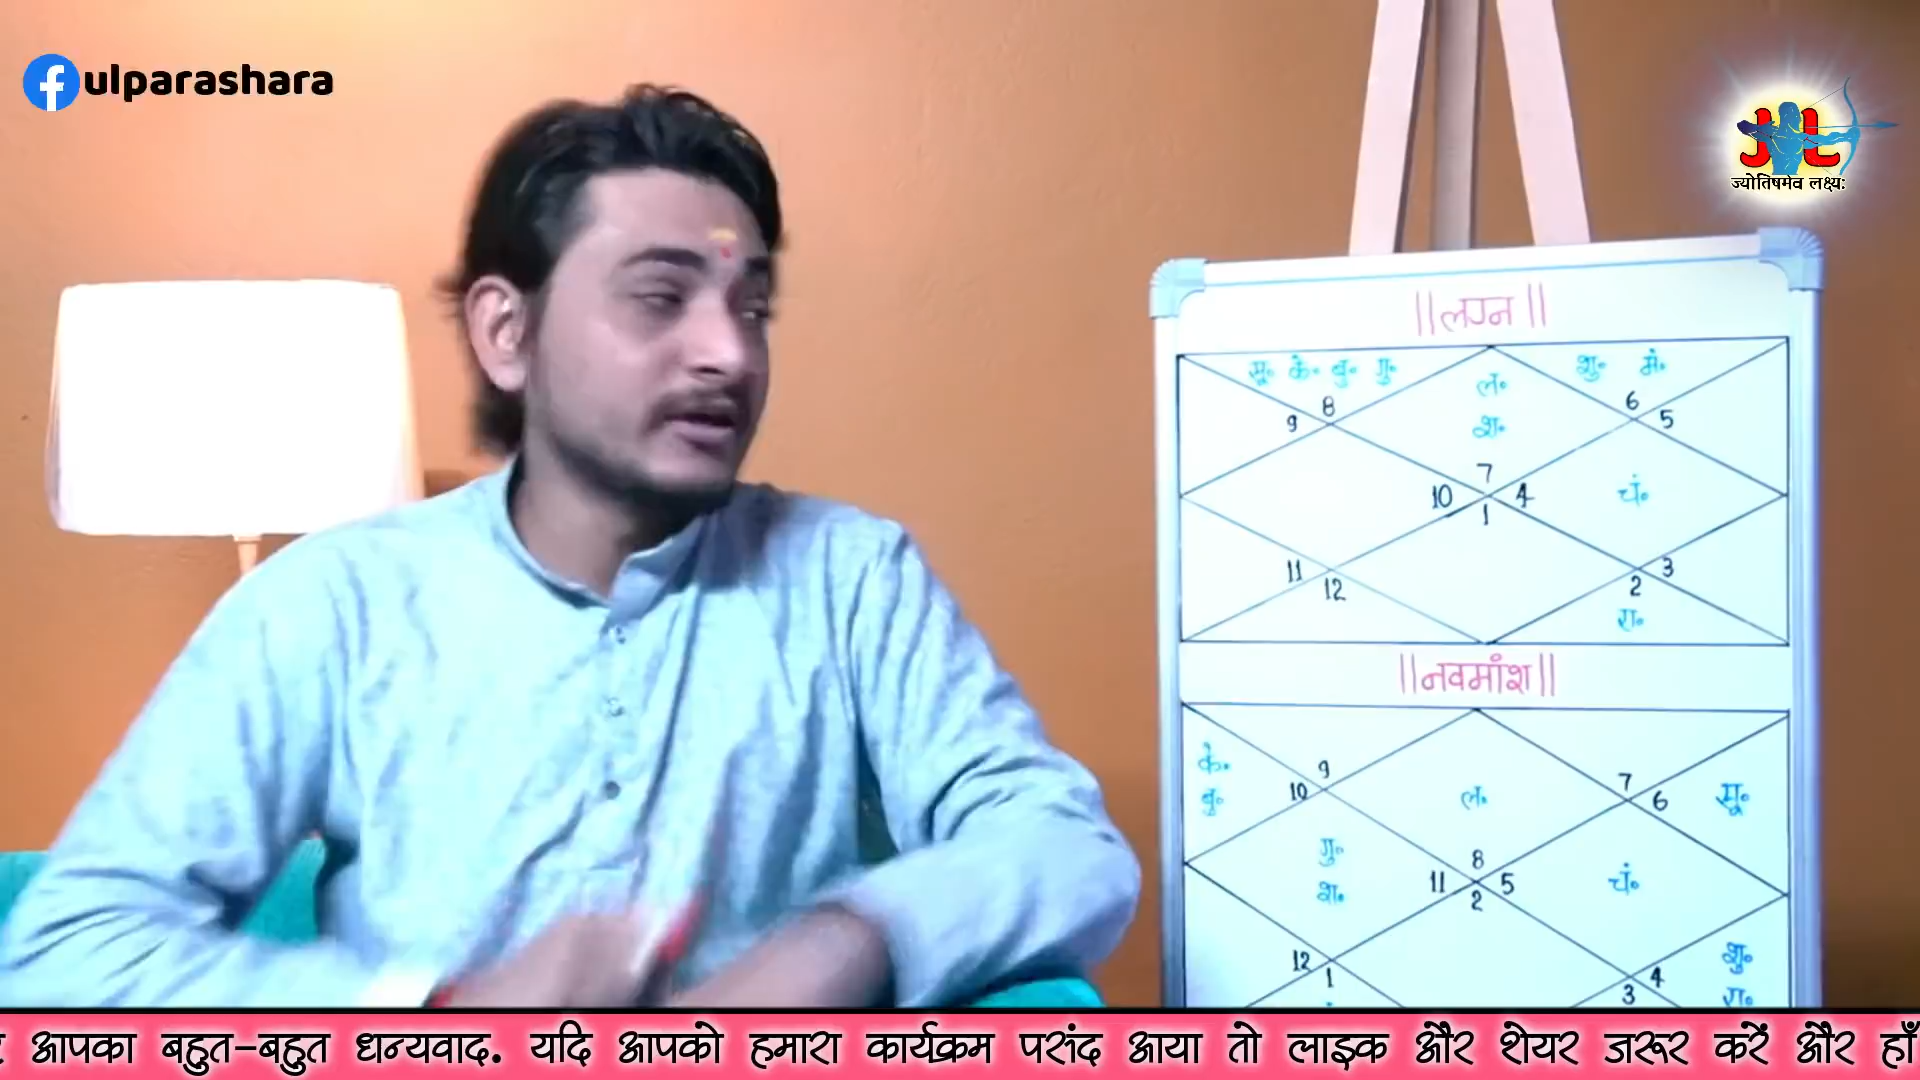 ulparashara
JL
ज्योतिषमेव लक्ष्य:
||लग्न||
सू॰ के॰ बु॰ गु॰
ल॰
शु॰ मं॰
8
6
9
श॰
5
7
10
4
चं॰
1
11
12
3
2
रा॰
||नवमांश||
के॰
9
7
बु॰
10
ल॰
6
सू॰
गु॰
8
श॰
11
5
चं॰
2
12
4
शु॰
1
3
रा॰
आपका बहुत-बहुत धन्यवाद. यदि आपको हमारा कार्यक्रम पसंद आया तो लाइक और शेयर जरूर करें और हाँ